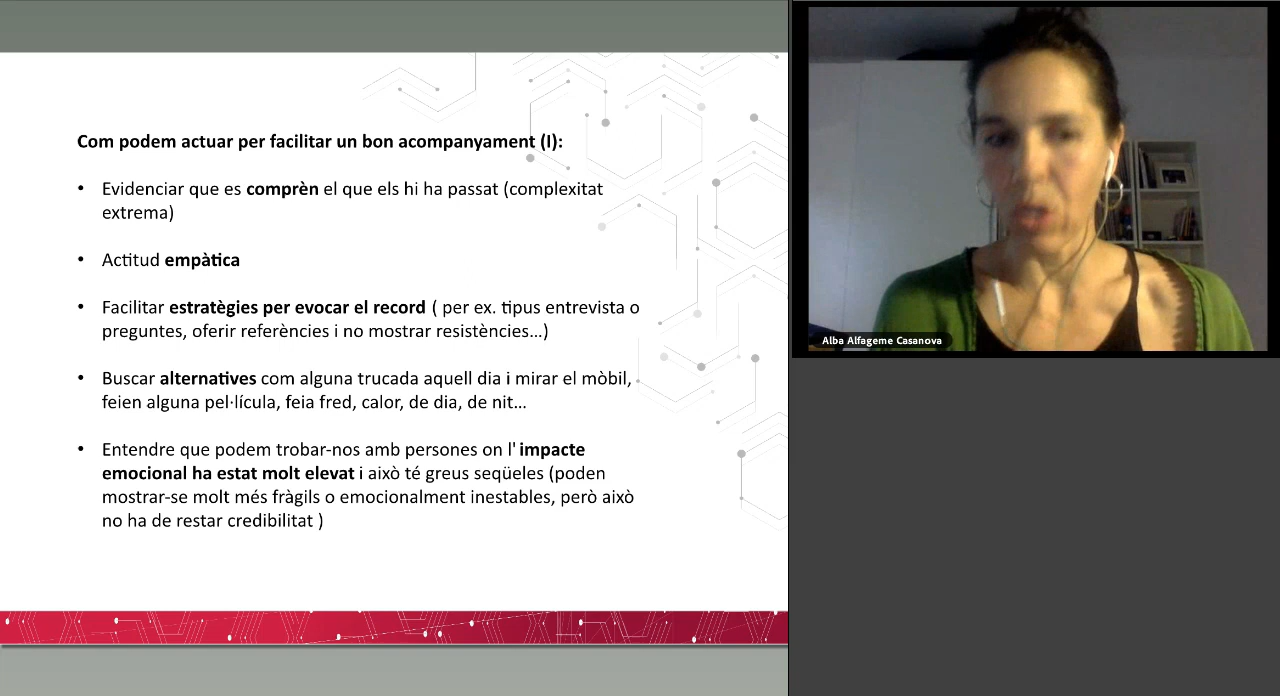 Com podem actuar per facilitar un bon acompanyament (I):
• Evidenciar que es comprèn el que els hi ha passat (complexitat
extrema)
• Actitud empàtica
• Facilitar estratègies per evocar el record ( per ex. tipus entrevista o
preguntes, oferir referències i no mostrar resistències...)
• Buscar alternatives com alguna trucada aquell dia i mirar el mòbil,
feien alguna pel·lícula, feia fred, calor, de dia, de nit...
• Entendre que podem trobar-nos amb persones on l' impacte
emocional ha estat molt elevat i això té greus seqüeles (poden
mostrar-se molt més fràgils o emocionalment inestables, però això
no ha de restar credibilitat )
Alba Alfageme Casanova